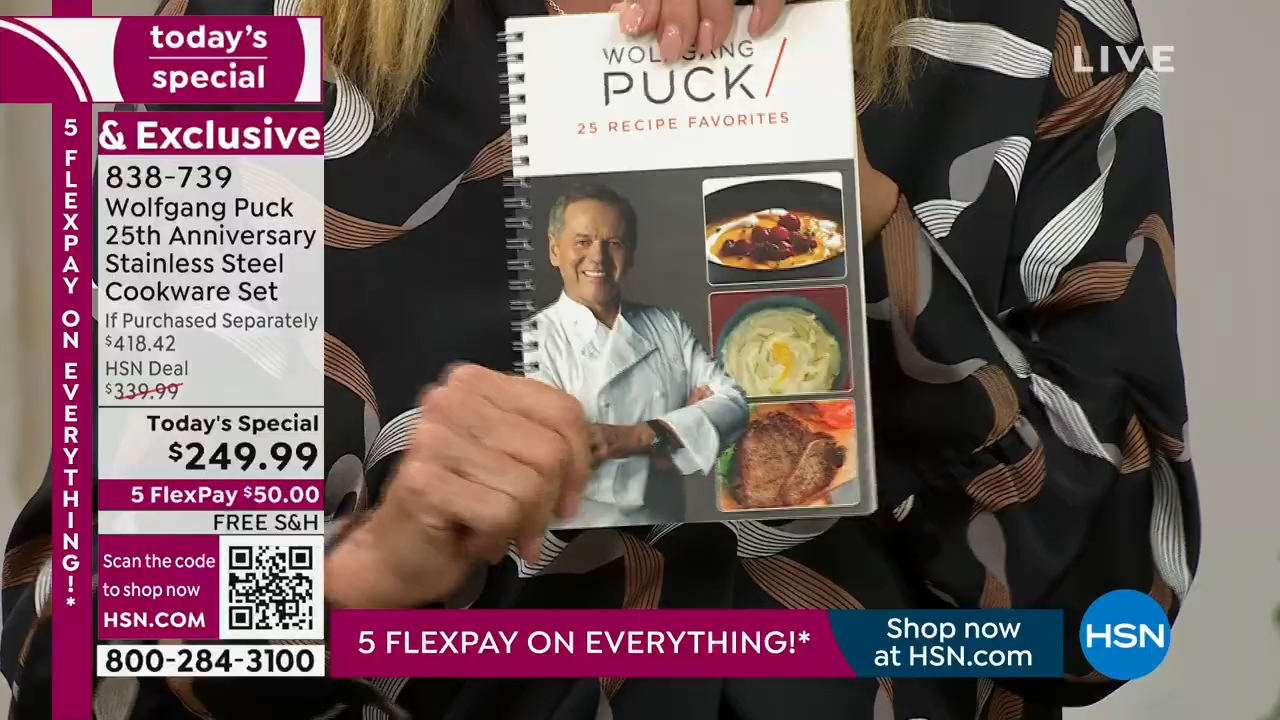 today's
special
5 FLEXPAY ON EVERYTHING!*
& Exclusive
838-739
Wolfgang Puck
25th Anniversary
Stainless Steel
Cookware Set
If Purchased Separately
$418.42
HSN Deal
$339.99
Today's Special
$249.99
5 FlexPay $50.00
FREE S&H
Scan the code
to shop now
HSN.COM
800-284-3100
WOLFGANG
PUCK/
25 RECIPE FAVORITES
LIVE
5 FLEXPAY ON EVERYTHING!*
Shop now
at HSN.com
HSN